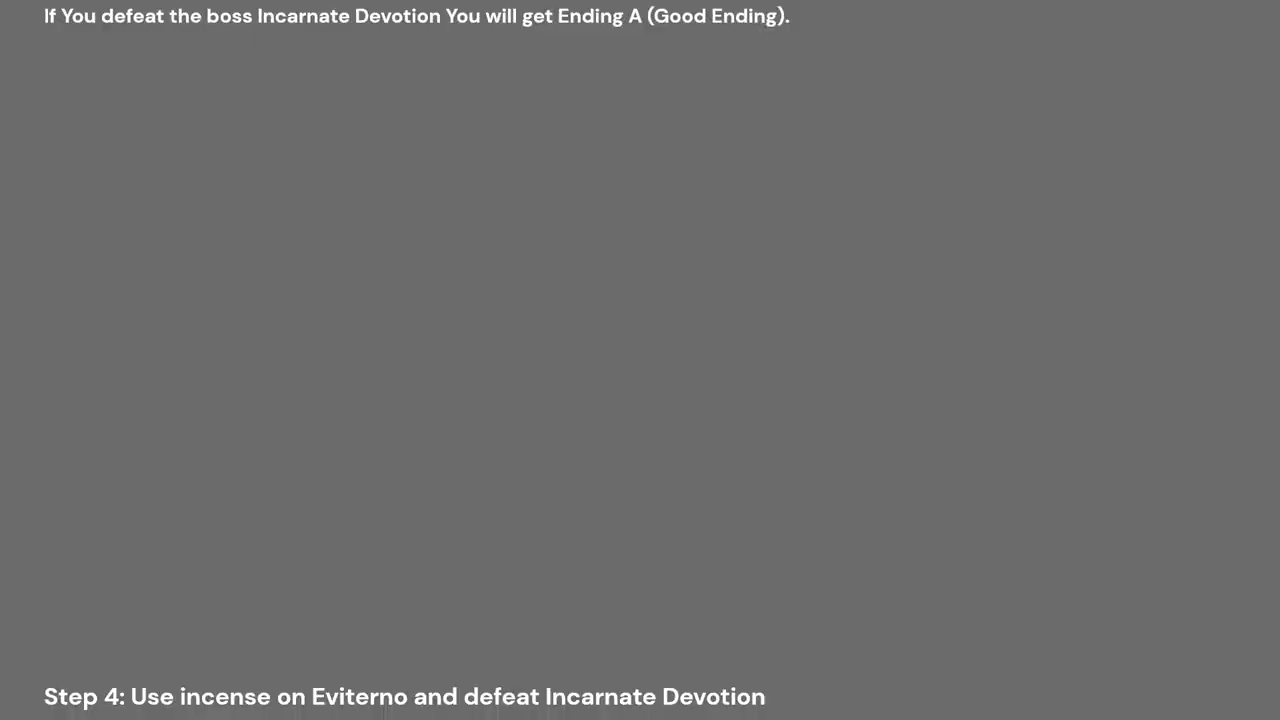 If You defeat the boss Incarnate Devotion You will get Ending A (Good Ending).
Step 4: Use incense on Eviterno and defeat Incarnate Devotion